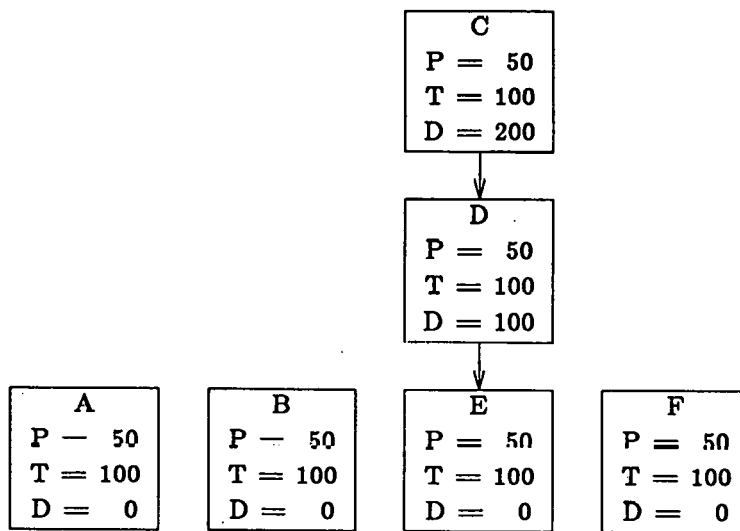 C
P = 50
T = 100
D = 200
D
P = 50
T = 100
D = 100
A
P — 50
T = 100
D = 0
B
P — 50
T = 100
D = 0
E
P = 50
T = 100
D = 0
F
P = 50
T = 100
D = 0